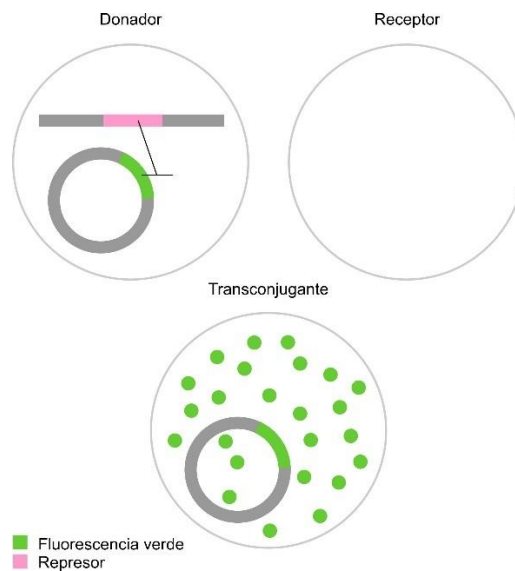 Donador
Receptor
Transconjugante
Fluorescencia verde
Represor